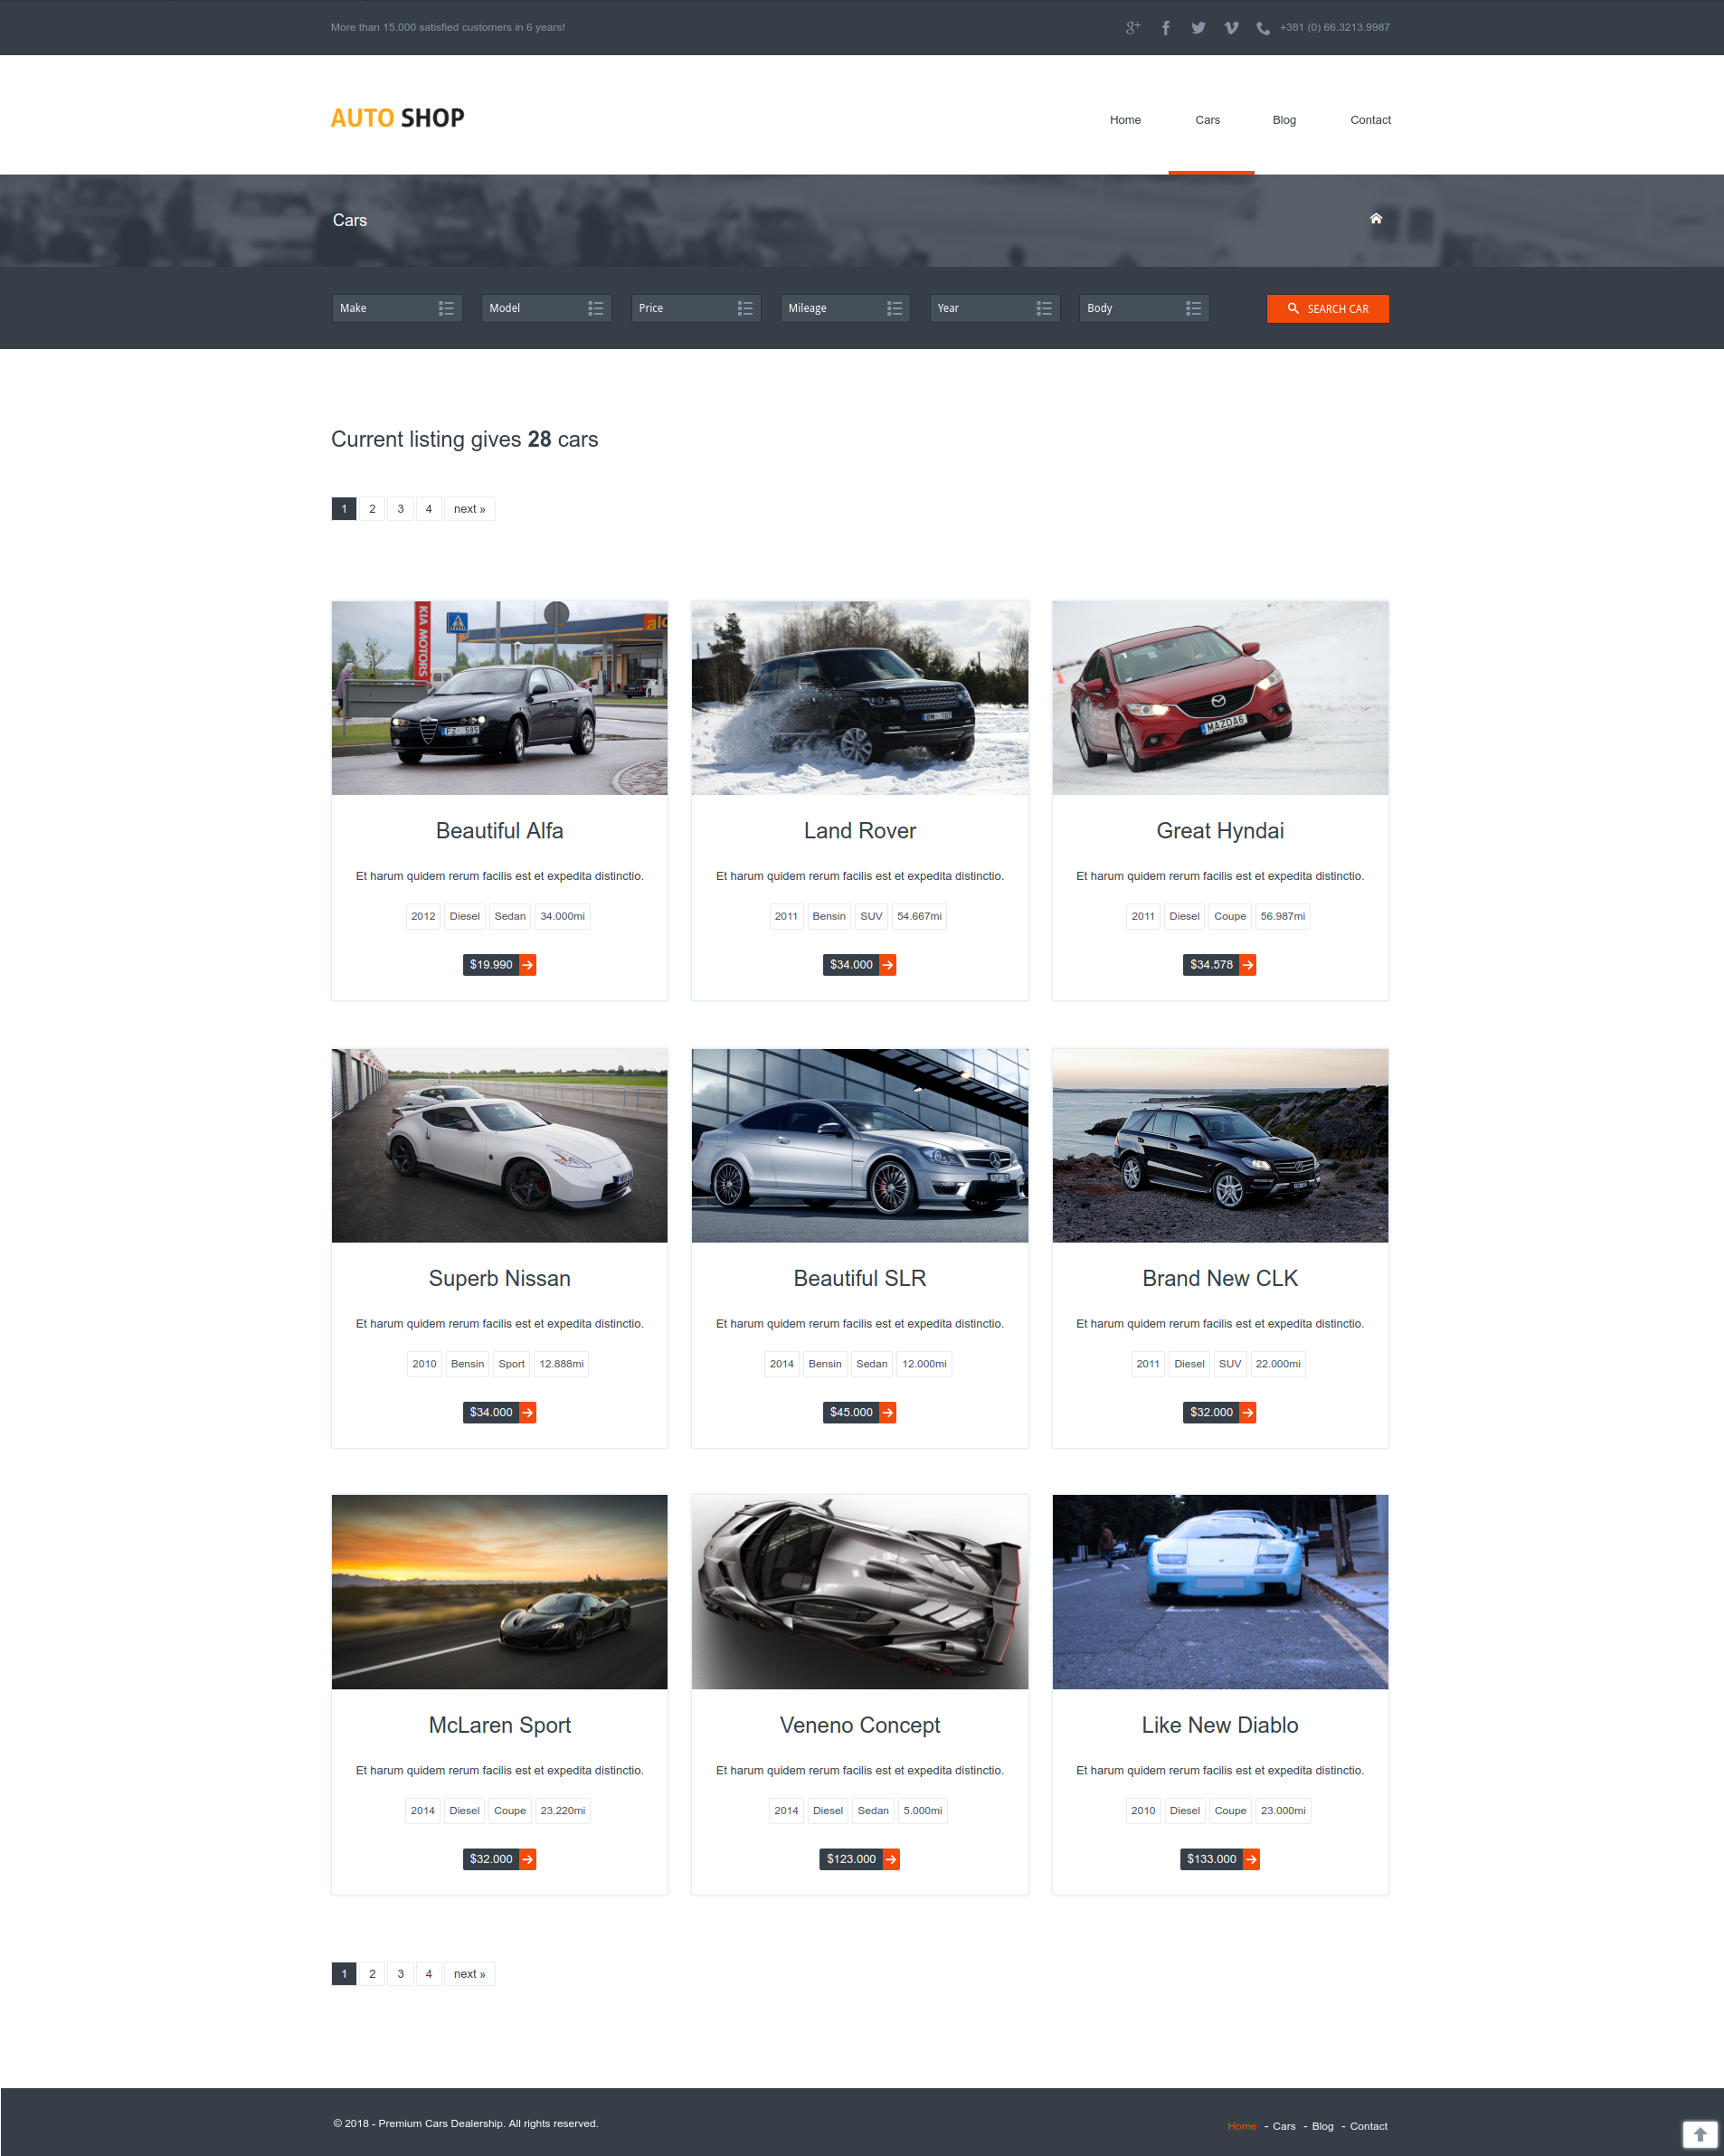 More than 15.000 satisfied customers in 6 years!
+381 (0) 66.3213.9987
AUTO SHOP
Home
Cars
Blog
Contact
Cars
Make
Model
Price
Mileage
Year
Body
SEARCH CAR
Current listing gives 28 cars
1 2 3 4 next »
KIA MOTORS
MAZDA6
Beautiful Alfa
Et harum quidem rerum facilis est et expedita distinctio.
2012 Diesel Sedan 34.000mi
$19.990
Land Rover
Et harum quidem rerum facilis est et expedita distinctio.
2011 Bensin SUV 54.667mi
$34.000
Great Hyndai
Et harum quidem rerum facilis est et expedita distinctio.
2011 Diesel Coupe 56.987mi
$34.578
Superb Nissan
Et harum quidem rerum facilis est et expedita distinctio.
2010 Bensin Sport 12.888mi
$34.000
Beautiful SLR
Et harum quidem rerum facilis est et expedita distinctio.
2014 Bensin Sedan 12.000mi
$45.000
Brand New CLK
Et harum quidem rerum facilis est et expedita distinctio.
2011 Diesel SUV 22.000mi
$32.000
McLaren Sport
Et harum quidem rerum facilis est et expedita distinctio.
2014 Diesel Coupe 23.220mi
$32.000
Veneno Concept
Et harum quidem rerum facilis est et expedita distinctio.
2014 Diesel Sedan 5.000mi
$123.000
Like New Diablo
Et harum quidem rerum facilis est et expedita distinctio.
2010 Diesel Coupe 23.000mi
$133.000
1 2 3 4 next »
© 2018 - Premium Cars Dealership. All rights reserved.
Home - Cars - Blog - Contact